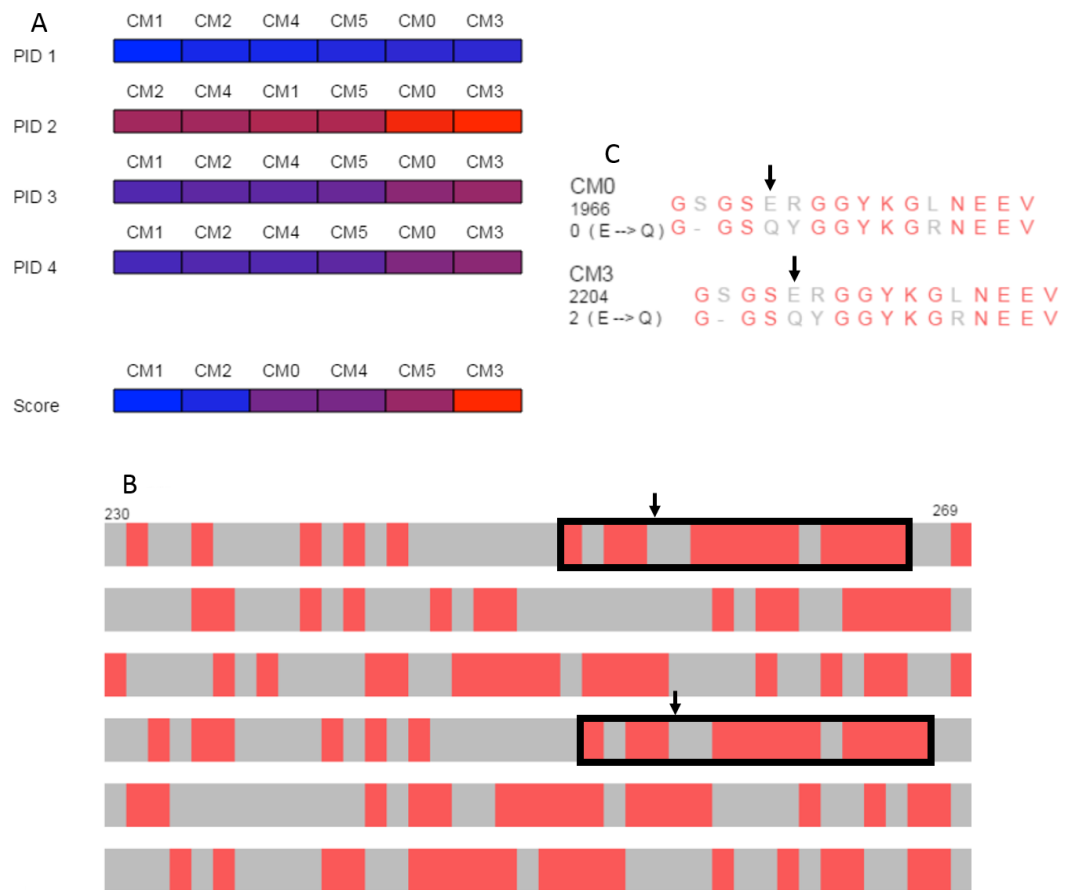 A
CM1 CM2 CM4 CM5 CM0 CM3
PID 1
CM2 CM4 CM1 CM5 CM0 CM3
PID 2
CM1 CM2 CM4 CM5 CM0 CM3
PID 3
CM1 CM2 CM4 CM5 CM0 CM3
PID 4
CM1 CM2 CM0 CM4 CM5 CM3
Score
C
CM0
1966 G S G S E R G G Y K G L N E E V
0 ( E --> Q ) G - G S Q Y G G Y K G R N E E V
CM3
2204 G S G S E R G G Y K G L N E E V
2 ( E --> Q ) G - G S Q Y G G Y K G R N E E V
B
230 269